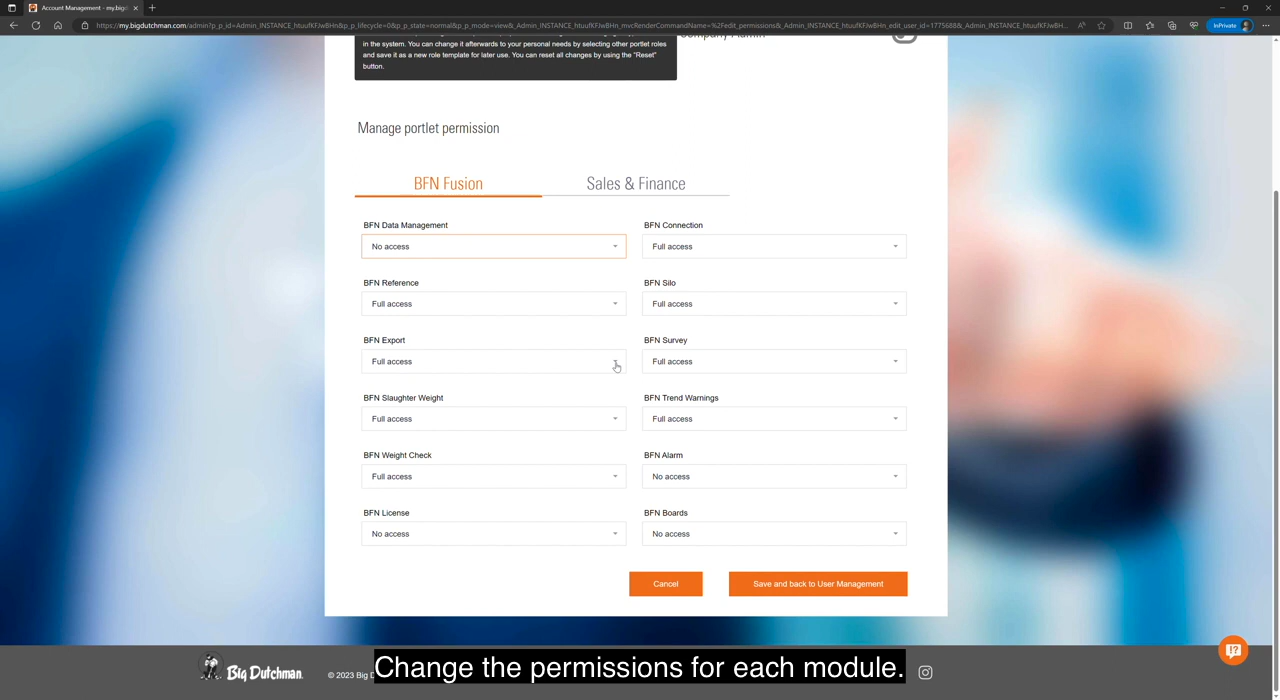 Account Management - my.big
InPrivate
in the system. You can change it afterwards to your personal needs by selecting other portlet roles
and save it as a new role template for later use. You can reset all changes by using the "Reset"
button.
Company Admin
Manage portlet permission
BFN Fusion
Sales & Finance
BFN Data Management
No access
BFN Connection
Full access
BFN Reference
Full access
BFN Silo
Full access
BFN Export
Full access
BFN Survey
Full access
BFN Slaughter Weight
Full access
BFN Trend Warnings
Full access
BFN Weight Check
Full access
BFN Alarm
No access
BFN License
No access
BFN Boards
No access
Cancel
Save and back to User Management
Big Dutchman.
© 2023 Big D
Change the permissions for each module.